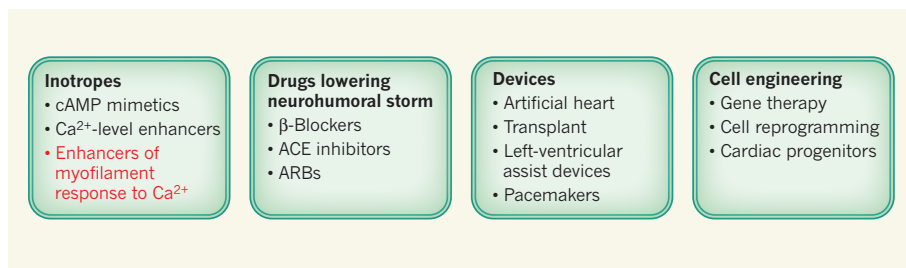 Inotropes
• cAMP mimetics
• Ca²⁺-level enhancers
• Enhancers of
myofilament
response to Ca²⁺
Drugs lowering
neurohumoral storm
• β-Blockers
• ACE inhibitors
• ARBs
Devices
• Artificial heart
• Transplant
• Left-ventricular
assist devices
• Pacemakers
Cell engineering
• Gene therapy
• Cell reprogramming
• Cardiac progenitors